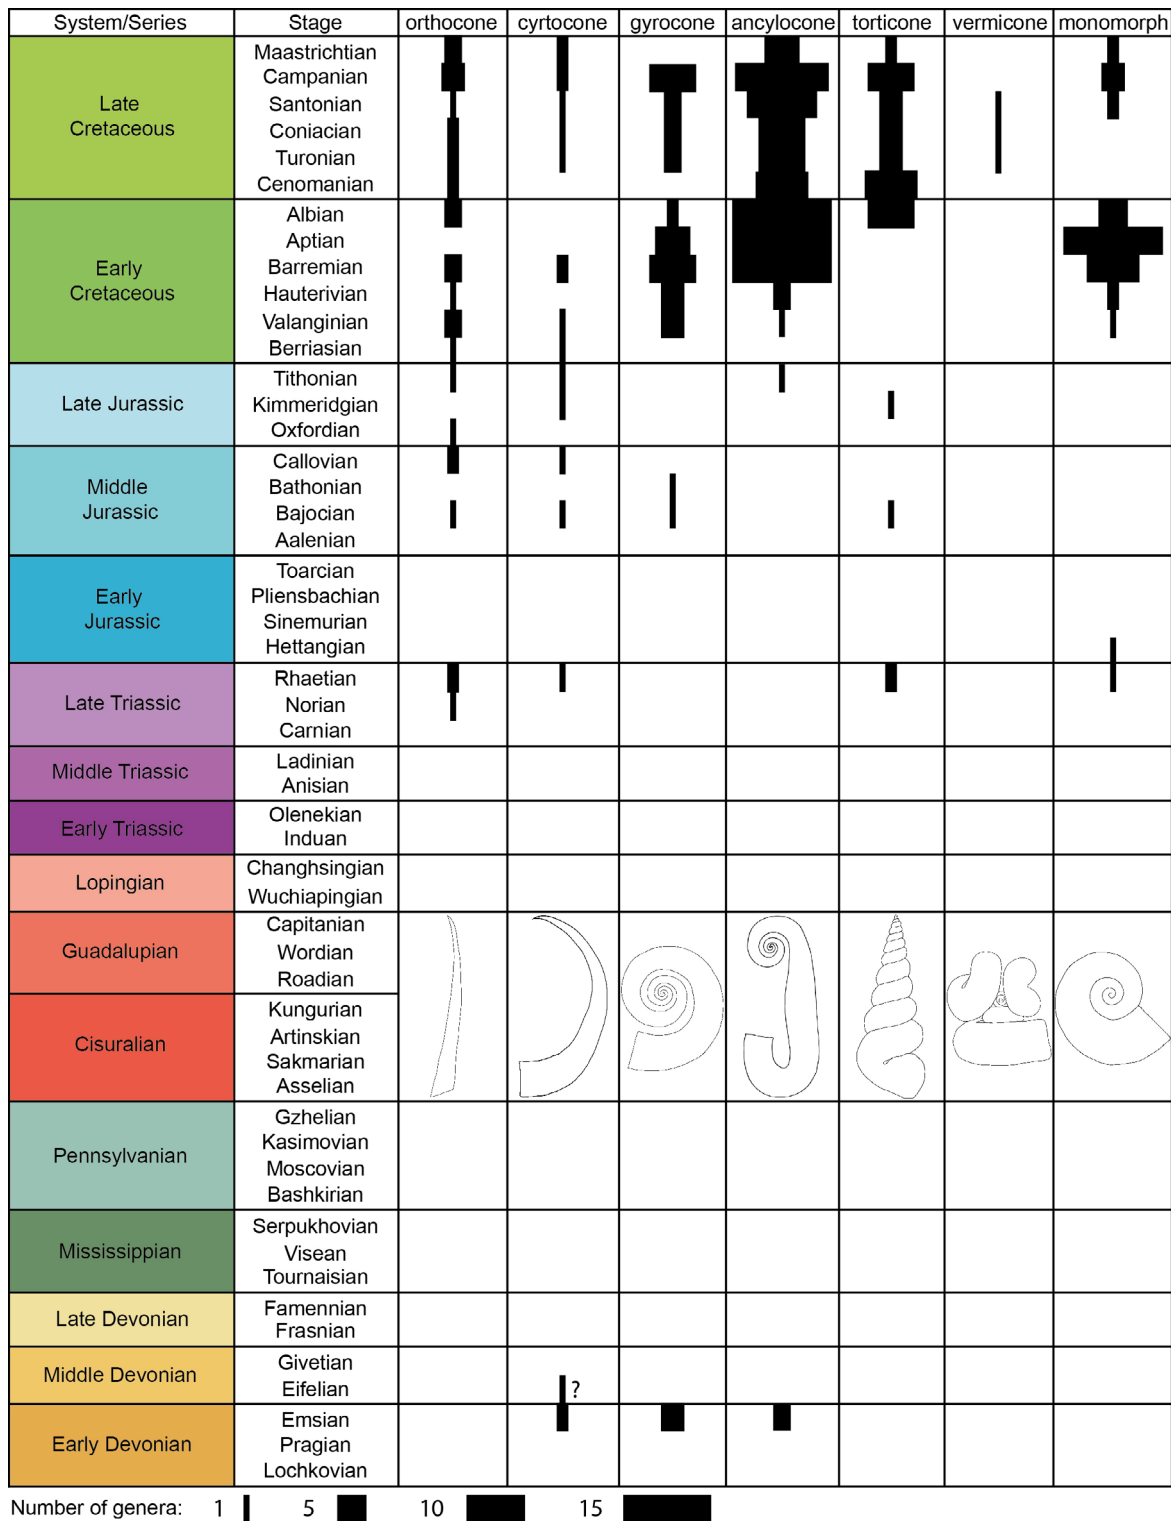 System/Series Stage orthocone cyrtocone gyrocone ancylocone torticone vermicone monomorph
Late
Cretaceous
Maastrichtian
Campanian
Santonian
Coniacian
Turonian
Cenomanian
Early
Cretaceous
Albian
Aptian
Barremian
Hauterivian
Valanginian
Berriasian
Late Jurassic
Tithonian
Kimmeridgian
Oxfordian
Middle
Jurassic
Callovian
Bathonian
Bajocian
Aalenian
Early
Jurassic
Toarcian
Pliensbachian
Sinemurian
Hettangian
Late Triassic
Rhaetian
Norian
Carnian
Middle Triassic
Ladinian
Anisian
Early Triassic
Olenekian
Induan
Lopingian
Changhsingian
Wuchiapingian
Guadalupian
Capitanian
Wordian
Roadian
Cisuralian
Kungurian
Artinskian
Sakmarian
Asselian
Pennsylvanian
Gzhelian
Kasimovian
Moscovian
Bashkirian
Mississippian
Serpukhovian
Visean
Tournaisian
Late Devonian
Famennian
Frasnian
Middle Devonian
Givetian
Eifelian
?
Early Devonian
Emsian
Pragian
Lochkovian
Number of genera: 1 5 10 15